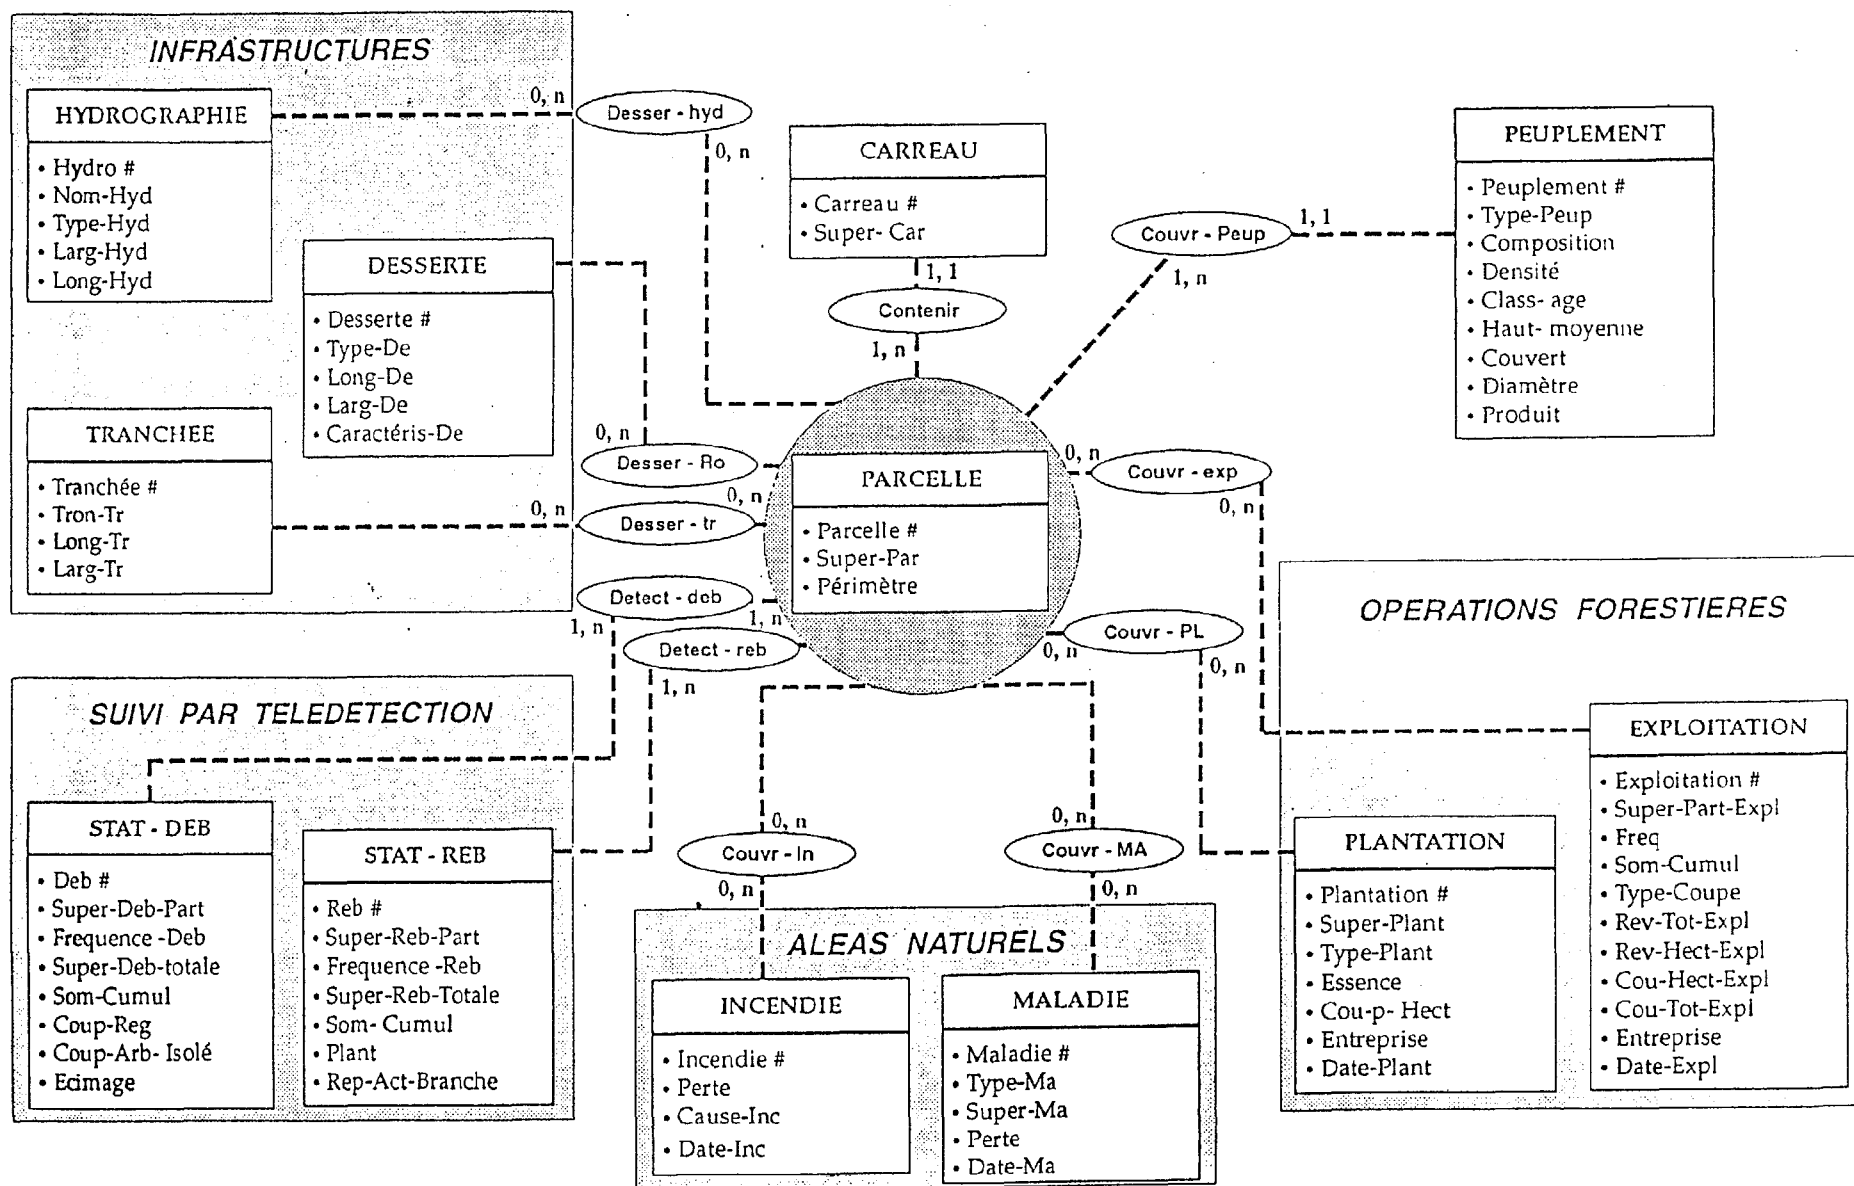 INFRASTRUCTURES
HYDROGRAPHIE
• Hydro #
• Nom-Hyd
• Type-Hyd
• Larg-Hyd
• Long-Hyd
0, n
Desser - hyd
0, n
DESSERTE
• Desserte #
• Type-De
• Long-De
• Larg-De
• Caractéris-De
0, n
Desser - Ro
0, n
TRANCHEE
• Tranchée #
• Tron-Tr
• Long-Tr
• Larg-Tr
0, n
Desser - tr
CARREAU
• Carreau #
• Super- Car
1, 1
Contenir
1, n
PEUPLEMENT
• Peuplement #
• Type-Peup
• Composition
• Densité
• Class- age
• Haut- moyenne
• Couvert
• Diamètre
• Produit
1, 1
Couvr - Peup
1, n
PARCELLE
• Parcelle #
• Super-Par
• Périmètre
0, n
Couvr - exp
0, n
Couvr - PL
0, n
0, n
Detect - deb
1, n
1, n
Detect - reb
1, n
SUIVI PAR TELEDETECTION
STAT - DEB
• Deb #
• Super-Deb-Part
• Frequence -Deb
• Super-Deb-totale
• Som-Cumul
• Coup-Reg
• Coup-Arb- Isolé
• Ecimage
STAT - REB
• Reb #
• Super-Reb-Part
• Frequence -Reb
• Super-Reb-Totale
• Som- Cumul
• Plant
• Rep-Act-Branche
0, n
Couvr - In
0, n
0, n
Couvr - MA
0, n
ALEAS NATURELS
INCENDIE
• Incendie #
• Perte
• Cause-Inc
• Date-Inc
MALADIE
• Maladie #
• Type-Ma
• Super-Ma
• Perte
• Date-Ma
OPERATIONS FORESTIERES
PLANTATION
• Plantation #
• Super-Plant
• Type-Plant
• Essence
• Cou-p- Hect
• Entreprise
• Date-Plant
EXPLOITATION
• Exploitation #
• Super-Part-Expl
• Freq
• Som-Cumul
• Type-Coupe
• Rev-Tot-Expl
• Rev-Hect-Expl
• Cou-Hect-Expl
• Cou-Tot-Expl
• Entreprise
• Date-Expl